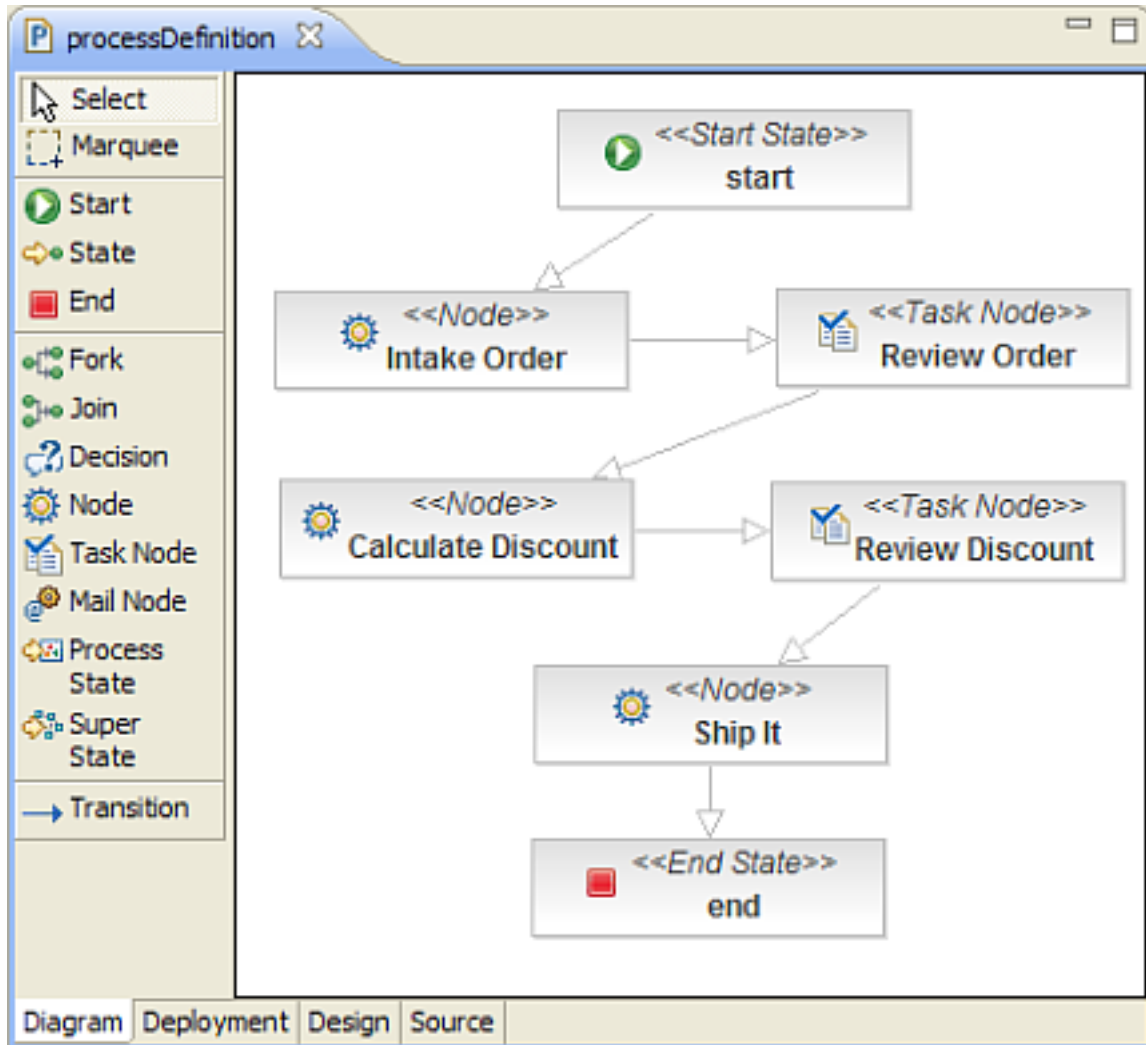 processDefinition
Select
Marquee
Start
State
End
Fork
Join
Decision
Node
Task Node
Mail Node
Process
State
Super
State
Transition
<<Start State>>
start
<<Node>>
Intake Order
<<Task Node>>
Review Order
<<Node>>
Calculate Discount
<<Task Node>>
Review Discount
<<Node>>
Ship It
<<End State>>
end
Diagram Deployment Design Source